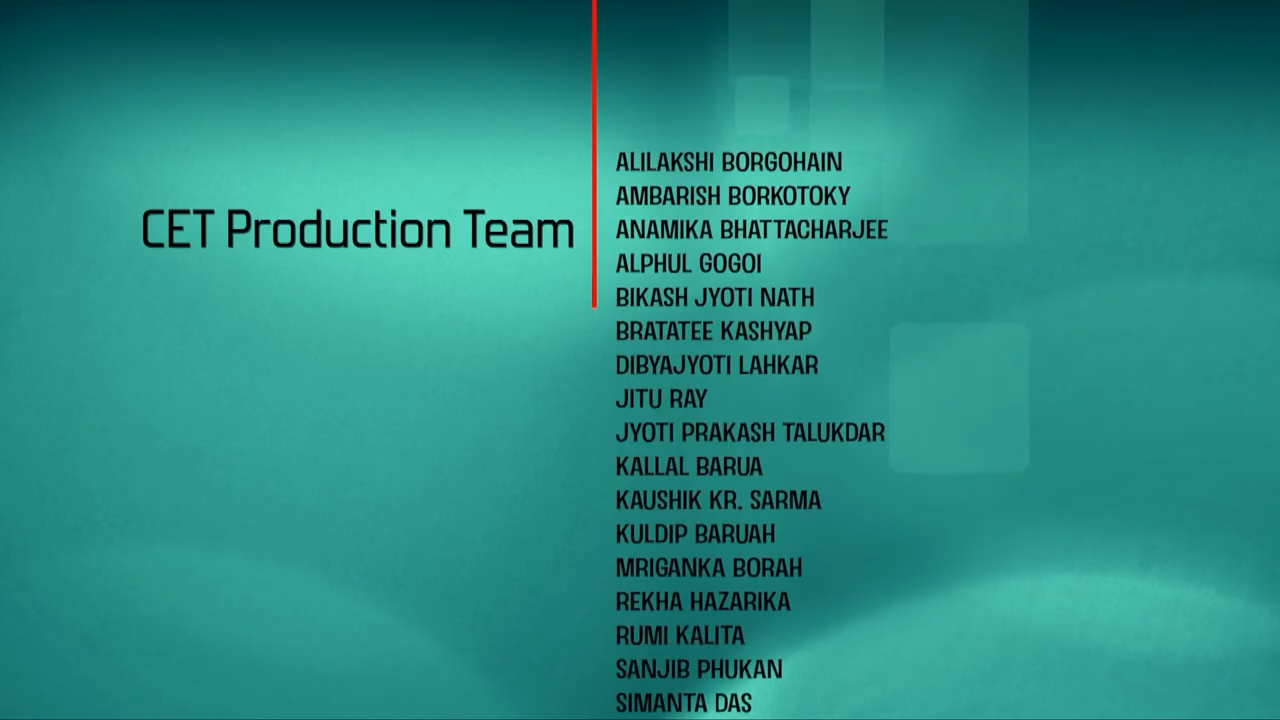 CET Production Team
ALILAKSHI BORGOHAIN
AMBARISH BORKOTOKY
ANAMIKA BHATTACHARJEE
ALPHUL GOGOI
BIKASH JYOTI NATH
BRATATEE KASHYAP
DIBYAJYOTI LAHKAR
JITU RAY
JYOTI PRAKASH TALUKDAR
KALLAL BARUA
KAUSHIK KR. SARMA
KULDIP BARUAH
MRIGANKA BORAH
REKHA HAZARIKA
RUMI KALITA
SANJIB PHUKAN
SIMANTA DAS